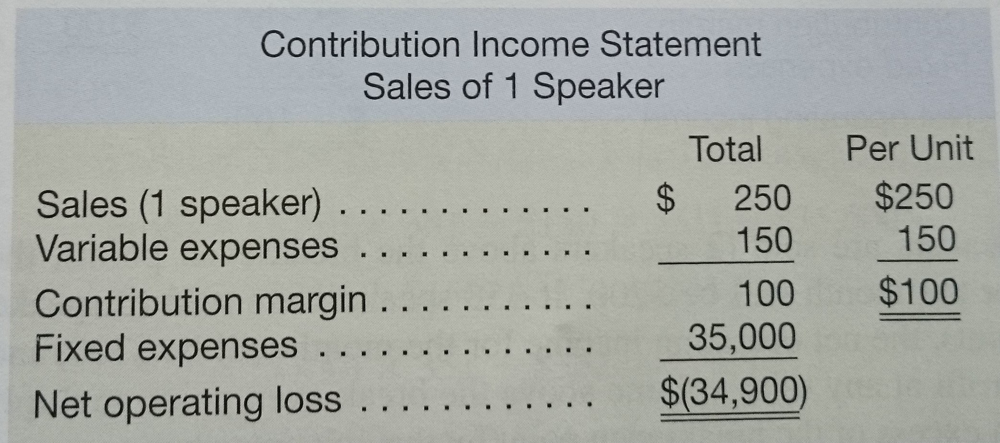 Contribution Income Statement
Sales of 1 Speaker
Total Per Unit
Sales (1 speaker) . . . . . . . . . . . . . $ 250 $250
Variable expenses . . . . . . . . . . . . 150 150
Contribution margin . . . . . . . . . . . 100 $100
Fixed expenses . . . . . . . . . . . . . . 35,000
Net operating loss . . . . . . . . . . . . $(34,900)